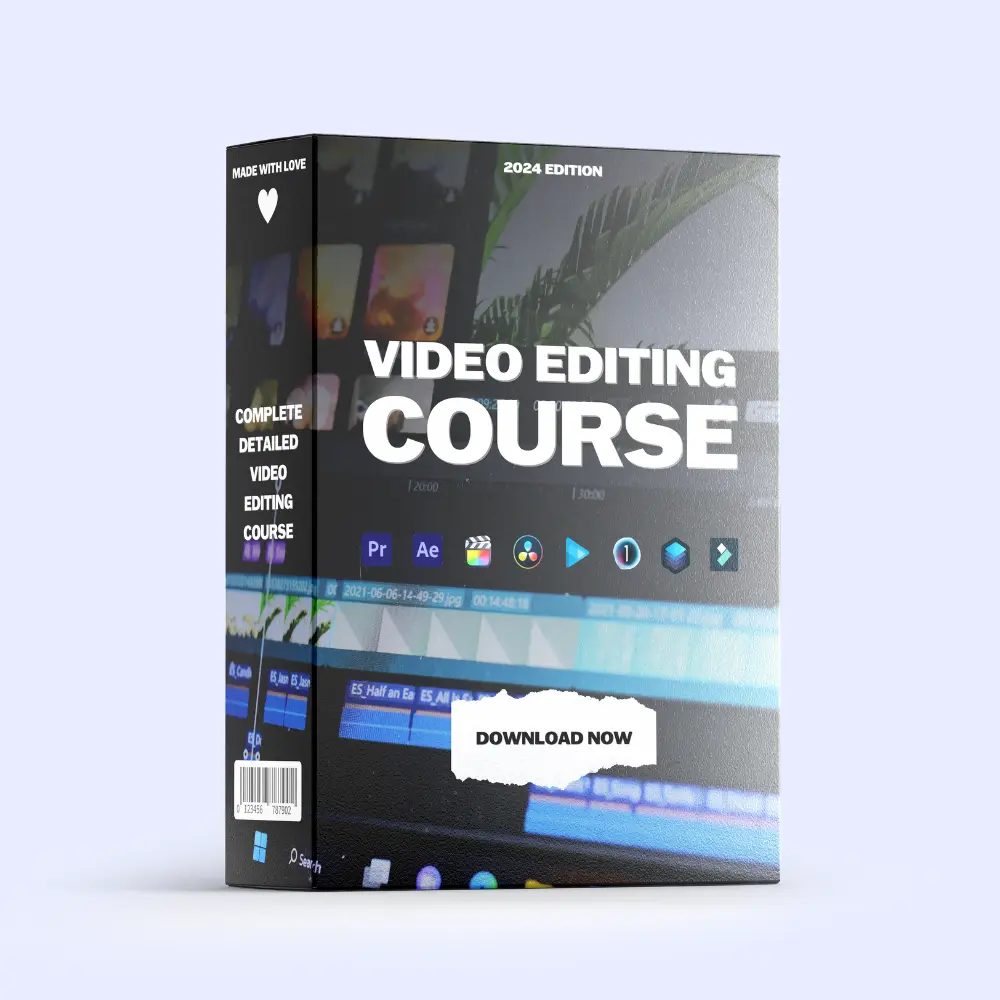 MADE WITH LOVE
2024 EDITION
VIDEO EDITING
COURSE
COMPLETE
DETAILED
VIDEO
EDITING
COURSE
20:00
30:00
Pr
Ae
1
2021-06-06-14-49-29.jpg 00:14:48:18
ES_Half an Ea
ES_All
DOWNLOAD NOW
0 123456 787902
Search